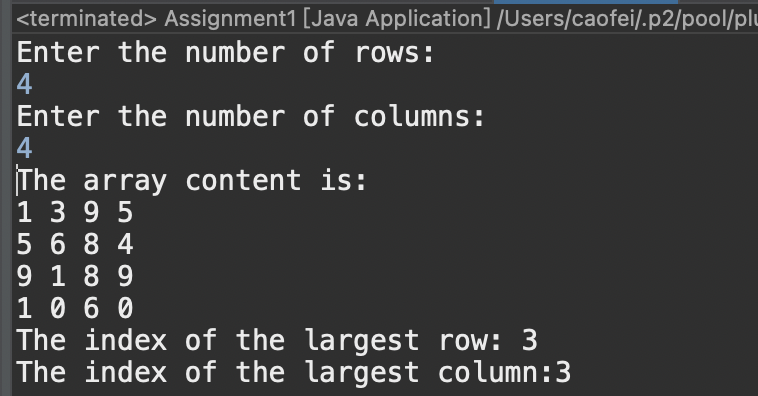 <terminated> Assignment1 [Java Application] /Users/caofei/.p2/pool/plu
Enter the number of rows:
4
Enter the number of columns:
4
The array content is:
1 3 9 5
5 6 8 4
9 1 8 9
1 0 6 0
The index of the largest row: 3
The index of the largest column:3